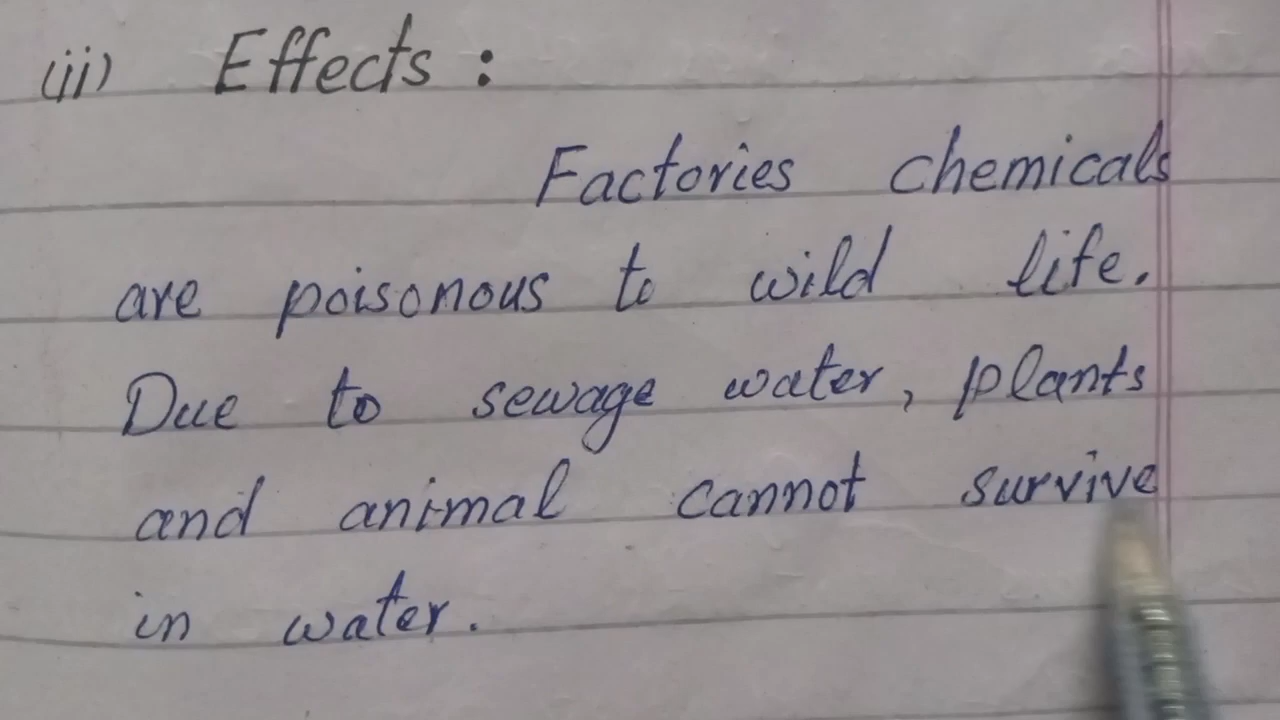 (ii) Effects :
Factories chemicals
are poisonous to wild life.
Due to sewage water, plants
and animal cannot survive
in water.